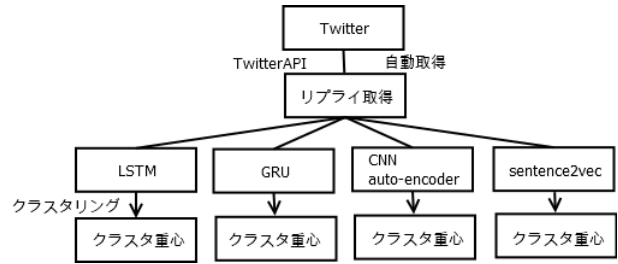 Twitter
TwitterAPI 自動取得
リプライ取得
LSTM
GRU
CNN
auto-encoder
sentence2vec
クラスタリング
クラスタ重心
クラスタ重心
クラスタ重心
クラスタ重心